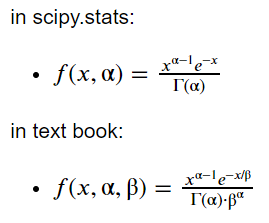 in scipy.stats:
• f(x, α) = x^{α−1}e^{−x} / Γ(α)
in text book:
• f(x, α, β) = x^{α−1}e^{−x/β} / Γ(α)·β^α